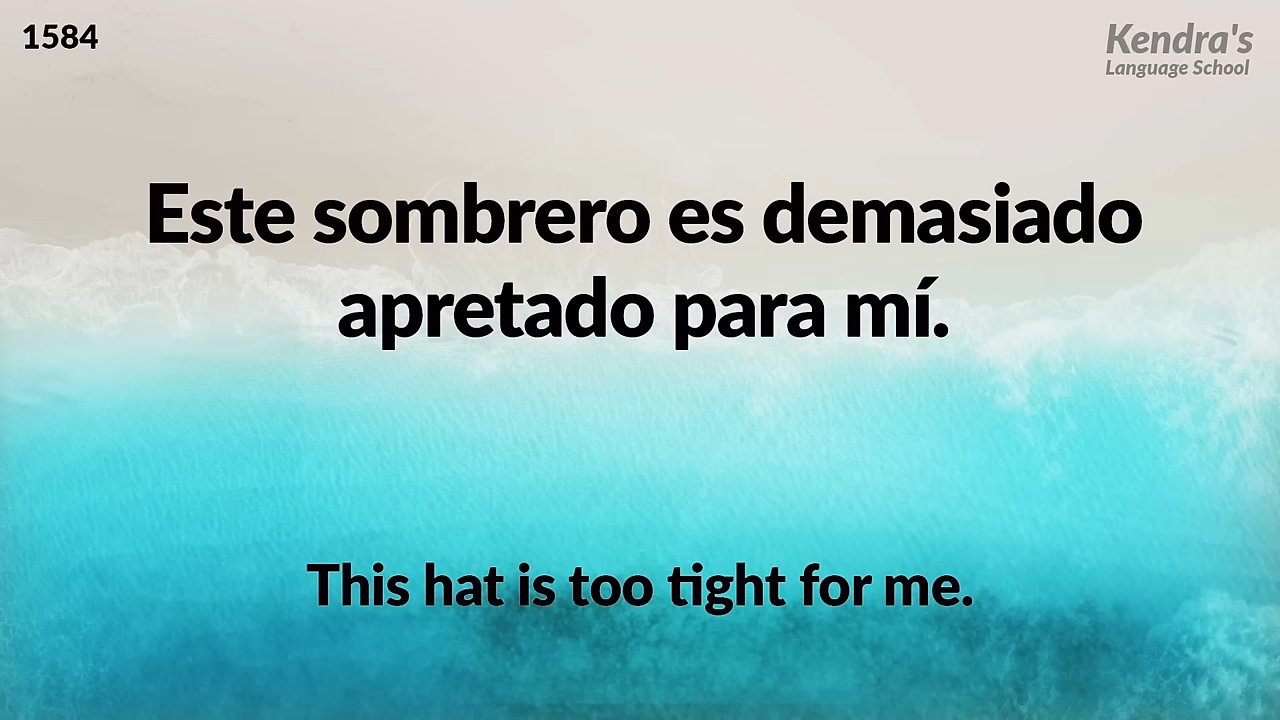 1584
Kendra's
Language School
Este sombrero es demasiado
apretado para mí.
This hat is too tight for me.